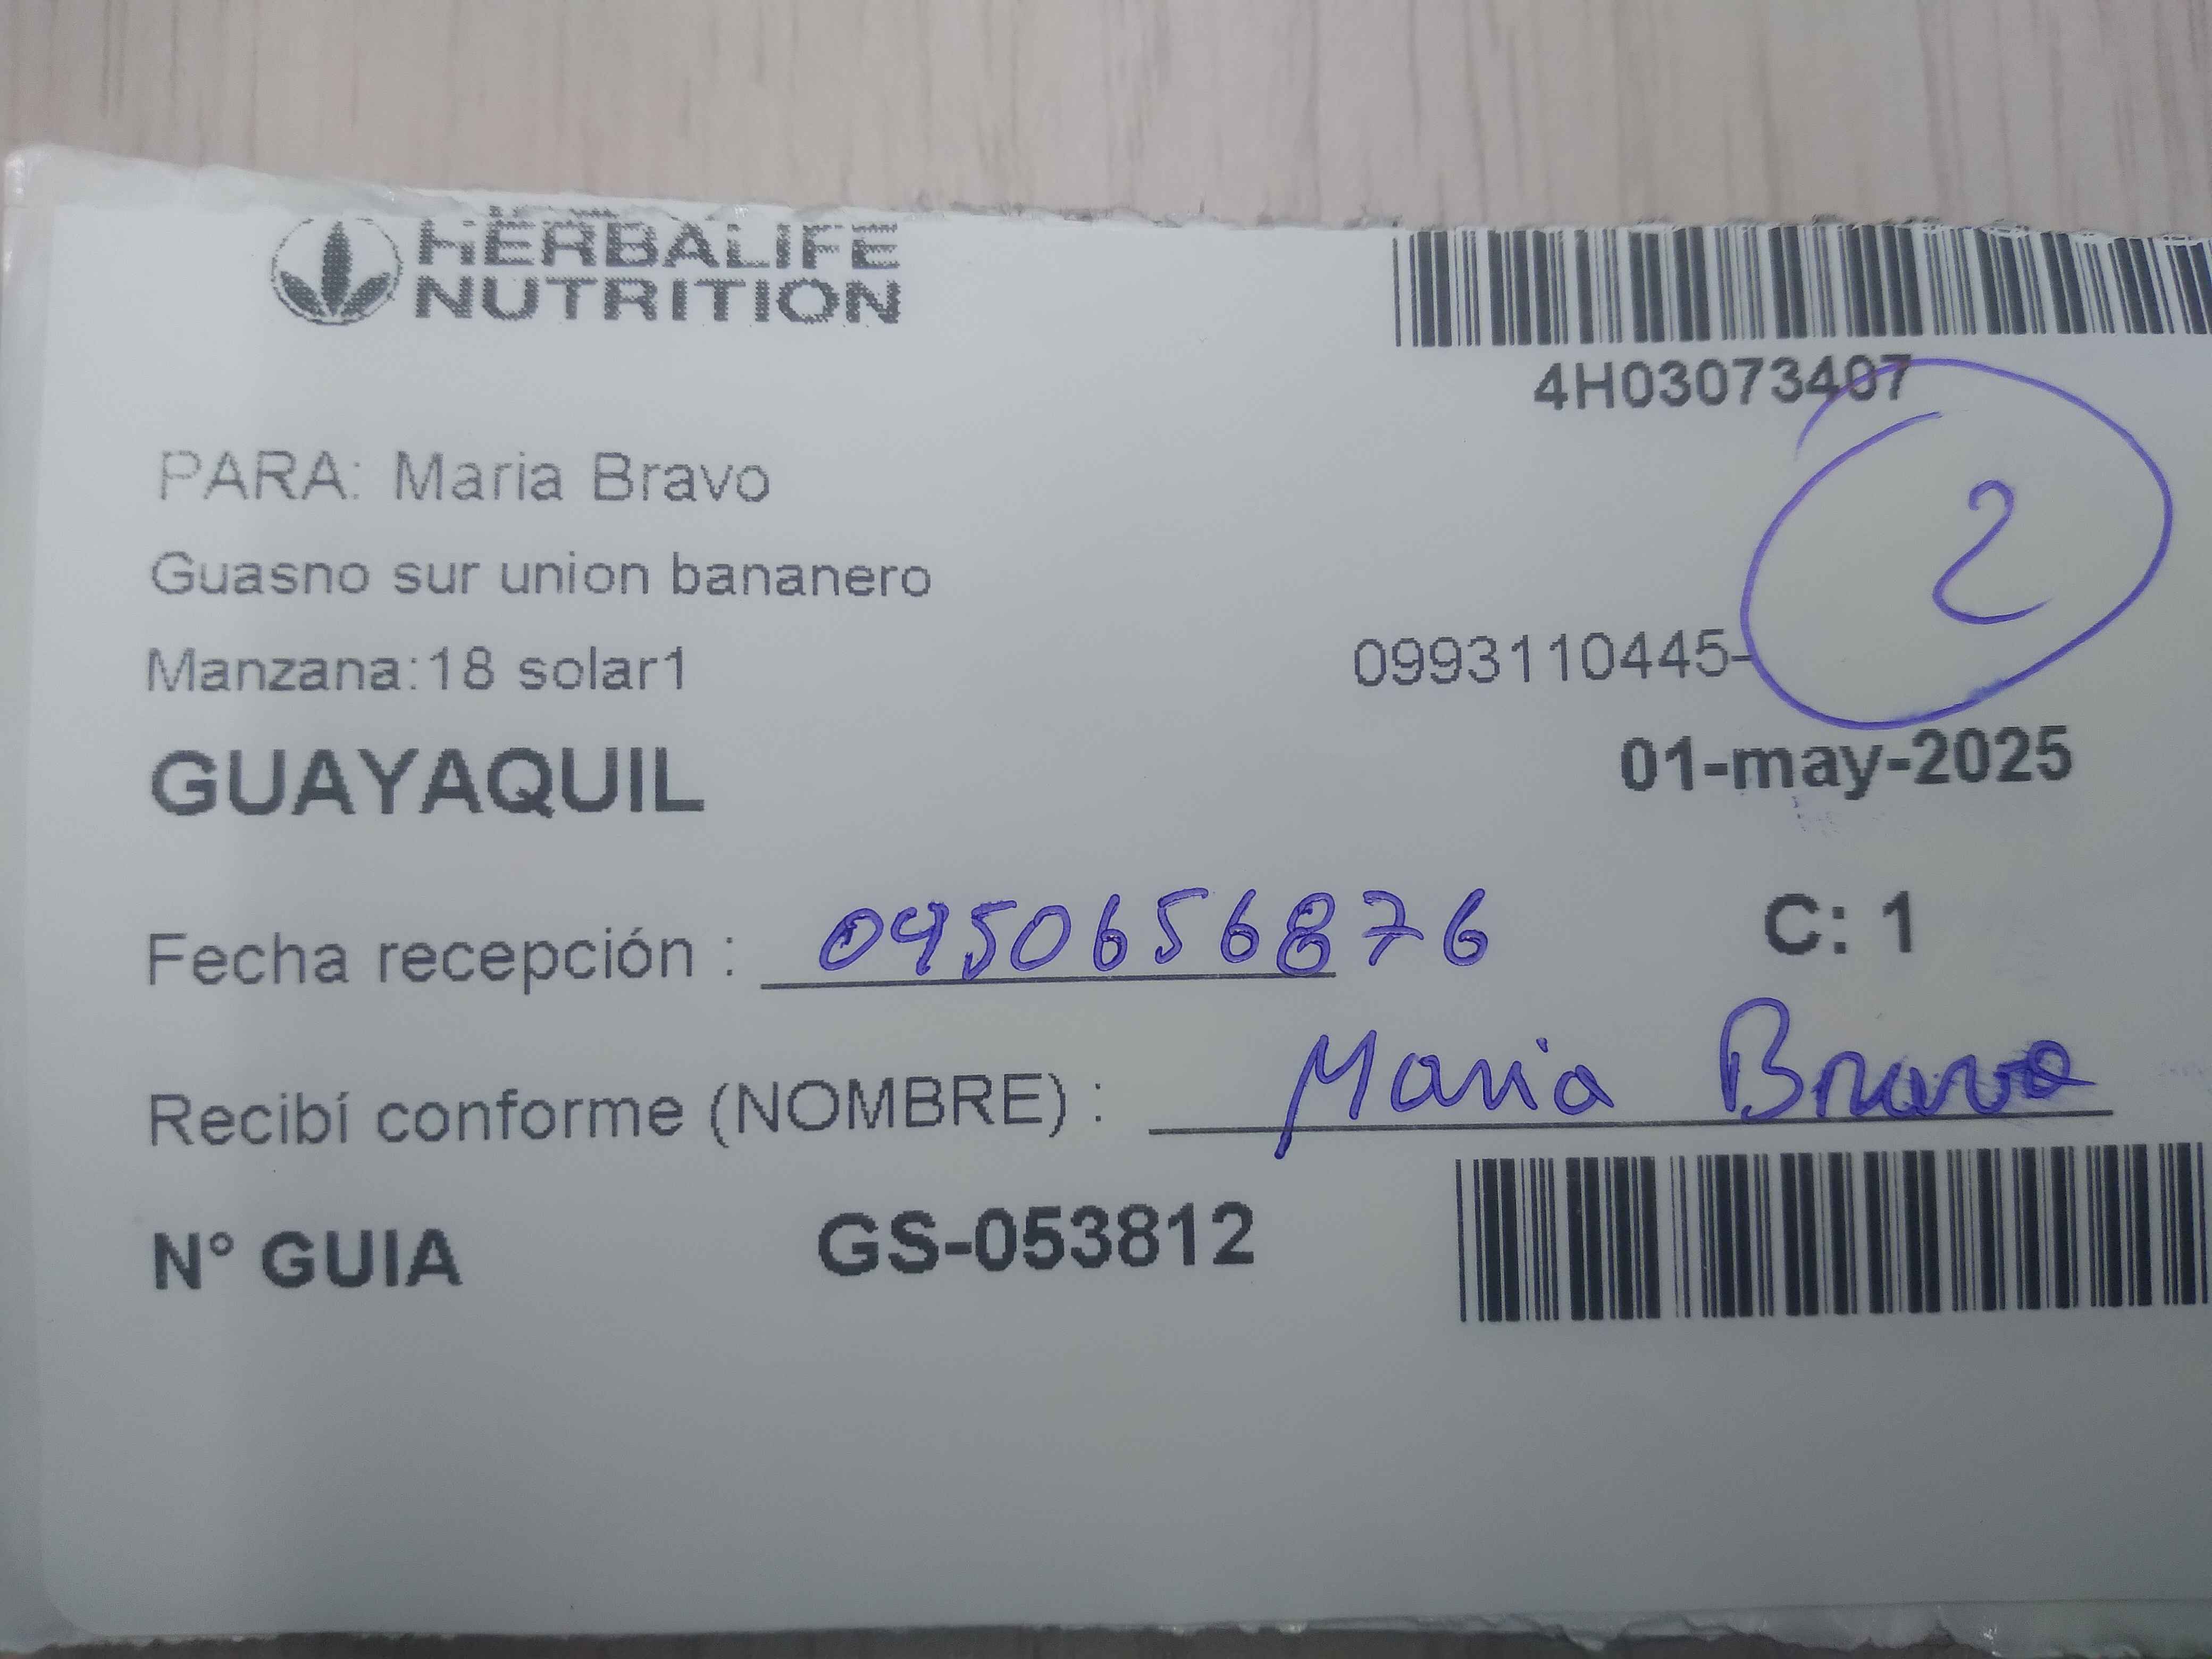 HERBALIFE
NUTRITION
4H03073407
2
PARA: Maria Bravo
Guasno sur union bananero
Manzana:18 solar1
0993110445-
GUAYAQUIL
01-may-2025
Fecha recepción : 0950656876
C: 1
Recibí conforme (NOMBRE) : Maria Bravo
N° GUIA GS-053812